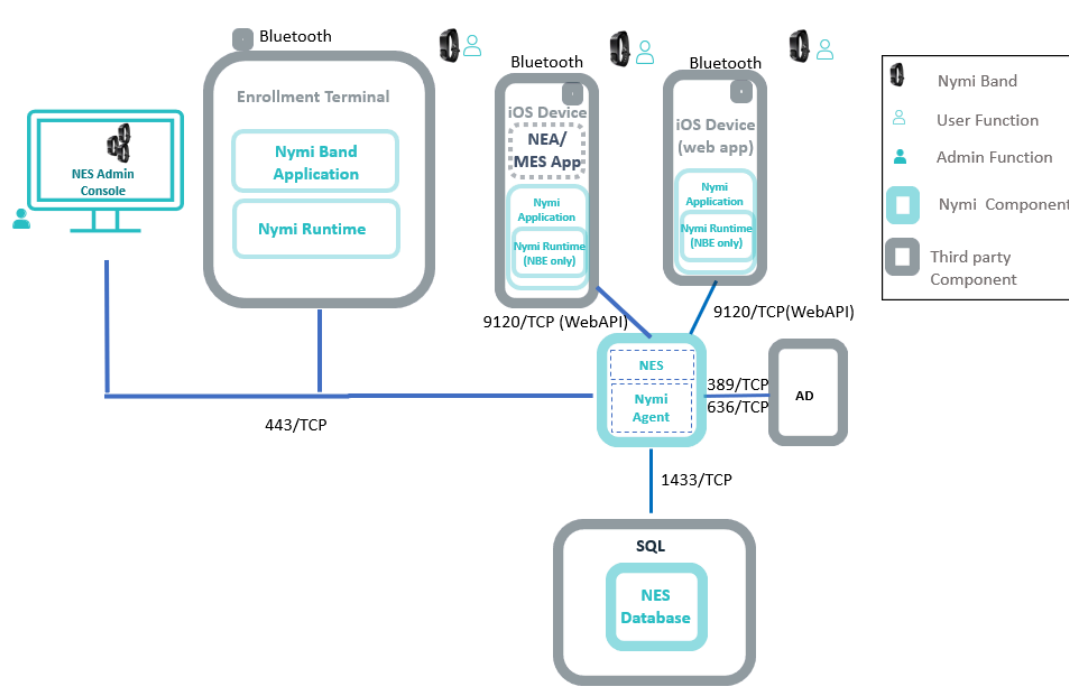 Bluetooth
Enrollment Terminal
Nymi Band
Application
Nymi Runtime
NES Admin
Console
Bluetooth
iOS Device
NEA/
MES App
Nymi
Application
Nymi Runtime
(NBE only)
Bluetooth
iOS Device
(web app)
Nymi
Application
Nymi Runtime
(NBE only)
Nymi Band
User Function
Admin Function
Nymi Component
Third party
Component
9120/TCP (WebAPI)
9120/TCP(WebAPI)
NES
Nymi
Agent
389/TCP
636/TCP
AD
443/TCP
1433/TCP
SQL
NES
Database